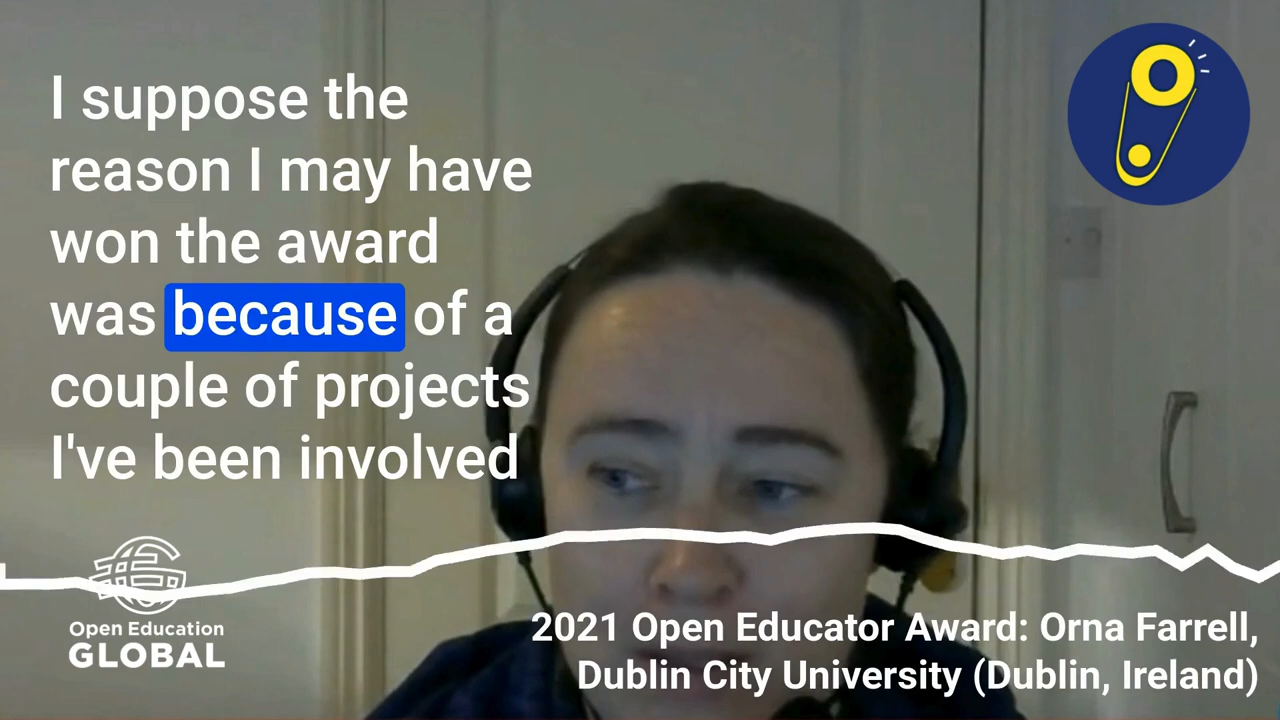 I suppose the
reason I may have
won the award
was because of a
couple of projects
I've been involved
Open Education
GLOBAL
2021 Open Educator Award: Orna Farrell,
Dublin City University (Dublin, Ireland)